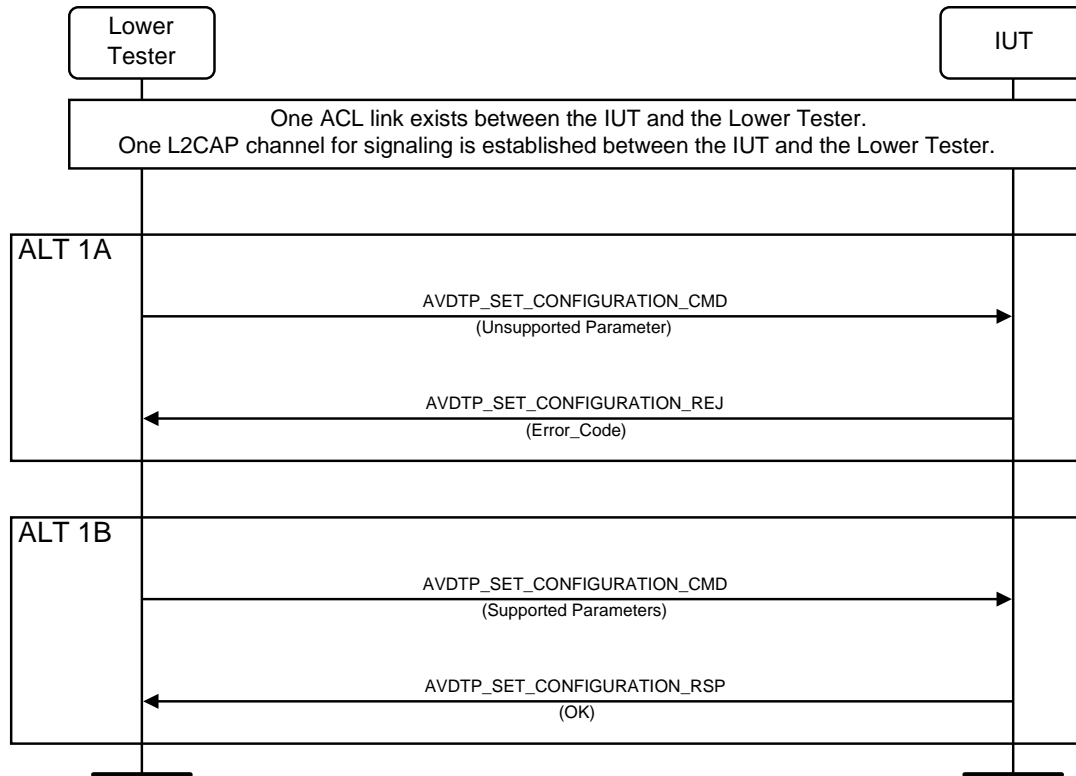 Lower
Tester
IUT
One ACL link exists between the IUT and the Lower Tester.
One L2CAP channel for signaling is established between the IUT and the Lower Tester.
ALT 1A
AVDTP_SET_CONFIGURATION_CMD
(Unsupported Parameter)
AVDTP_SET_CONFIGURATION_REJ
(Error_Code)
ALT 1B
AVDTP_SET_CONFIGURATION_CMD
(Supported Parameters)
AVDTP_SET_CONFIGURATION_RSP
(OK)